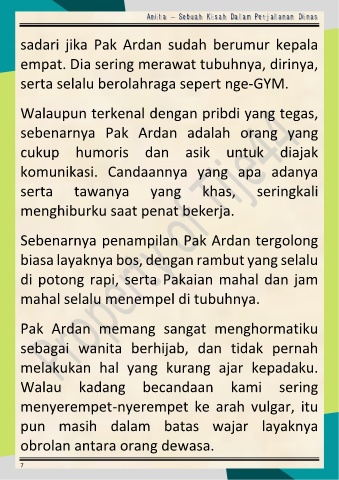 Anita – Sebuah Kisah Dalam Perjalanan Dinas
sadari jika Pak Ardan sudah berumur kepala
empat. Dia sering merawat tubuhnya, dirinya,
serta selalu berolahraga sepert nge-GYM.
Walaupun terkenal dengan pribdi yang tegas,
sebenarnya Pak Ardan adalah orang yang
cukup humoris dan asik untuk diajak
komunikasi. Candaannya yang apa adanya
serta tawanya yang khas, seringkali
menghiburku saat penat bekerja.
Sebenarnya penampilan Pak Ardan tergolong
biasa layaknya bos, dengan rambut yang selalu
di potong rapi, serta Pakaian mahal dan jam
mahal selalu menempel di tubuhnya.
Pak Ardan memang sangat menghormatiku
sebagai wanita berhijab, dan tidak pernah
melakukan hal yang kurang ajar kepadaku.
Walau kadang becandaan kami sering
menyerempet-nyerempet ke arah vulgar, itu
pun masih dalam batas wajar layaknya
obrolan antara orang dewasa.
7
Property of